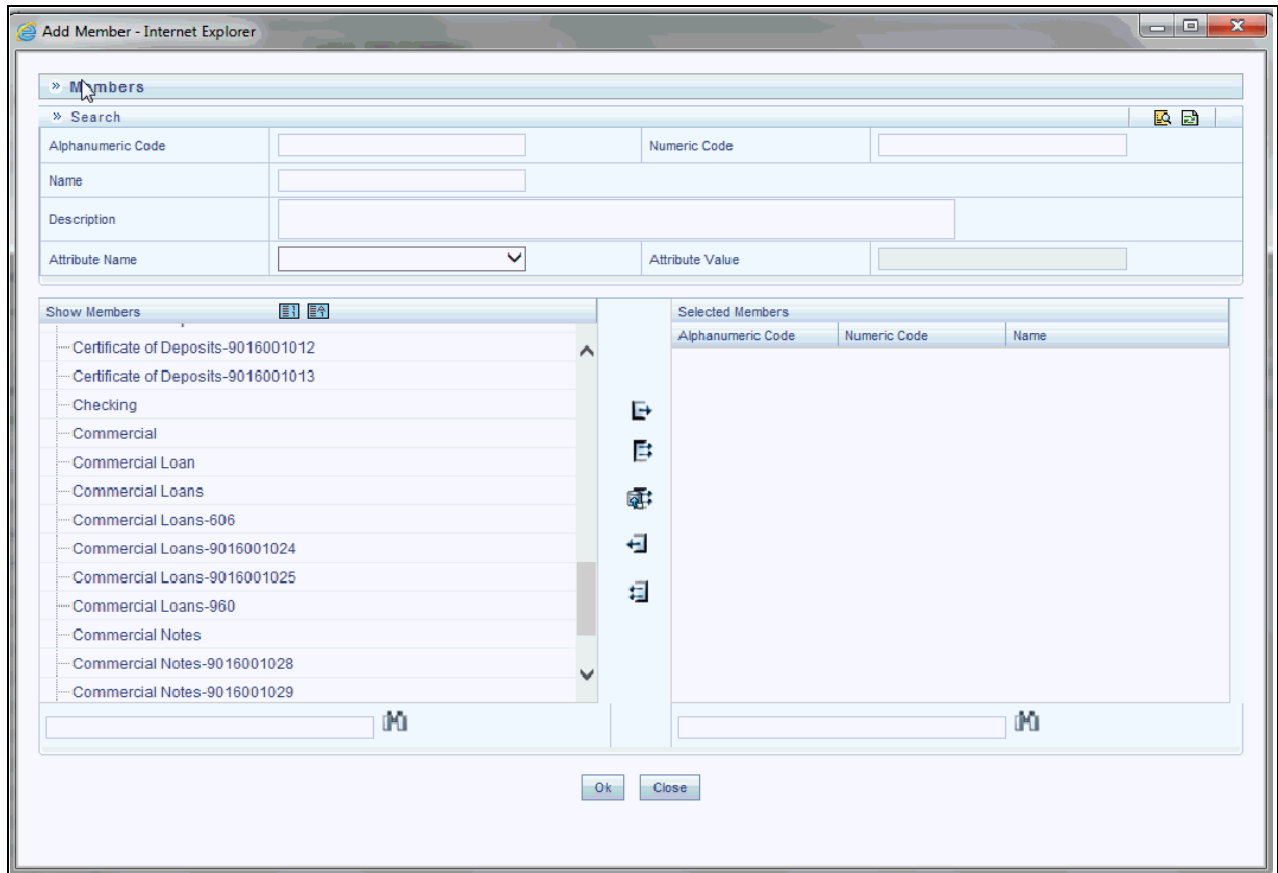 Add Member - Internet Explorer
» Members
» Search
Alphanumeric Code Numeric Code
Name
Description
Attribute Name Attribute Value
Show Members Selected Members
Alphanumeric Code Numeric Code Name
Certificate of Deposits-9016001012
Certificate of Deposits-9016001013
Checking
Commercial
Commercial Loan
Commercial Loans
Commercial Loans-606
Commercial Loans-9016001024
Commercial Loans-9016001025
Commercial Loans-960
Commercial Notes
Commercial Notes-9016001028
Commercial Notes-9016001029
Ok Close